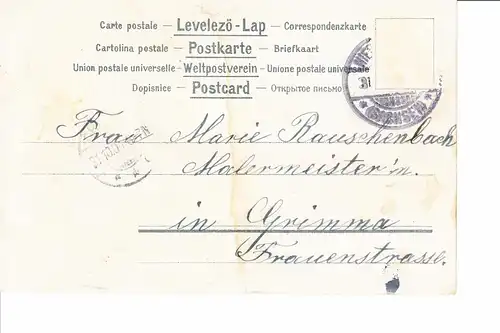 Carte postale — Levelezö-Lap — Correspondenzkarte
Cartolina postale — Postkarte — Briefkaart
Union postale universelle — Weltpostverein — Unione postale universale
Dopisnice — Postcard — Открытое письмо
Frau Marie Rauschenbach
Malermeister'in.
in Grimma
Frauenstrasse.